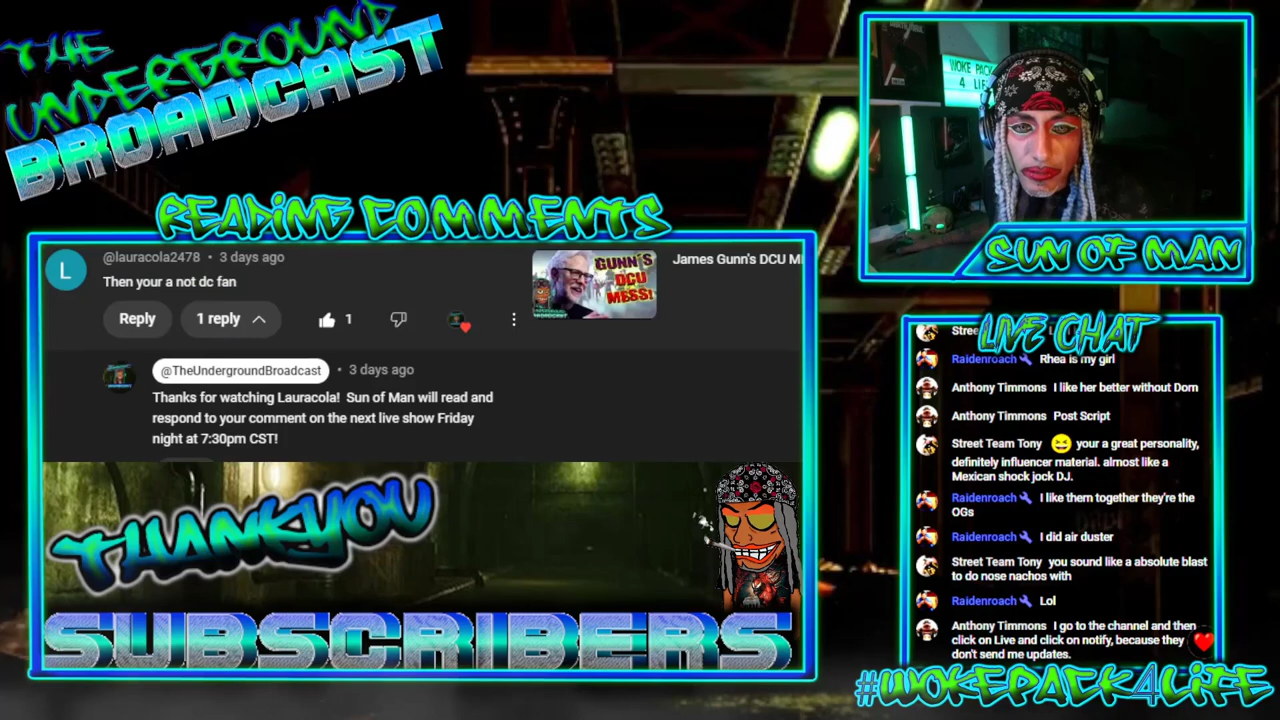 THE
UNDERGROUND
BROADCAST
READING COMMENTS
@lauracola2478 • 3 days ago
Then your a not dc fan
Reply
1 reply
1
GUNN'S
DCU
MESS!
James Gunn's DCU M
@TheUndergroundBroadcast • 3 days ago
Thanks for watching Lauracola! Sun of Man will read and
respond to your comment on the next live show Friday
night at 7:30pm CST!
THANKYOU
SUBSCRIBERS
WOKE PACK
4 LIFE
SUN OF MAN
LIVE CHAT
Stree
Raidenroach Rhea is my girl
Anthony Timmons I like her better without Dom
Anthony Timmons Post Script
Street Team Tony 😆 your a great personality,
definitely influencer material. almost like a
Mexican shock jock DJ.
Raidenroach I like them together they're the
OGs
Raidenroach I did air duster
Street Team Tony you sound like a absolute blast
to do nose nachos with
Raidenroach Lol
Anthony Timmons I go to the channel and then
click on Live and click on notify, because they
don't send me updates.
#WOKEPACK4LIFE